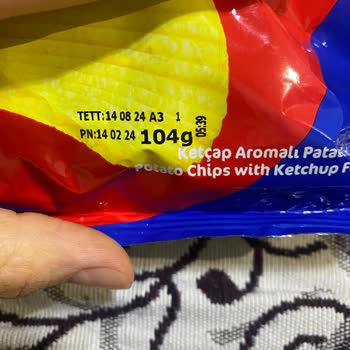 TETT:14 08 24 A3 1
PN:14 02 24 104g 05:39
Ketçap Aromalı
Potato Chips with Ketchup